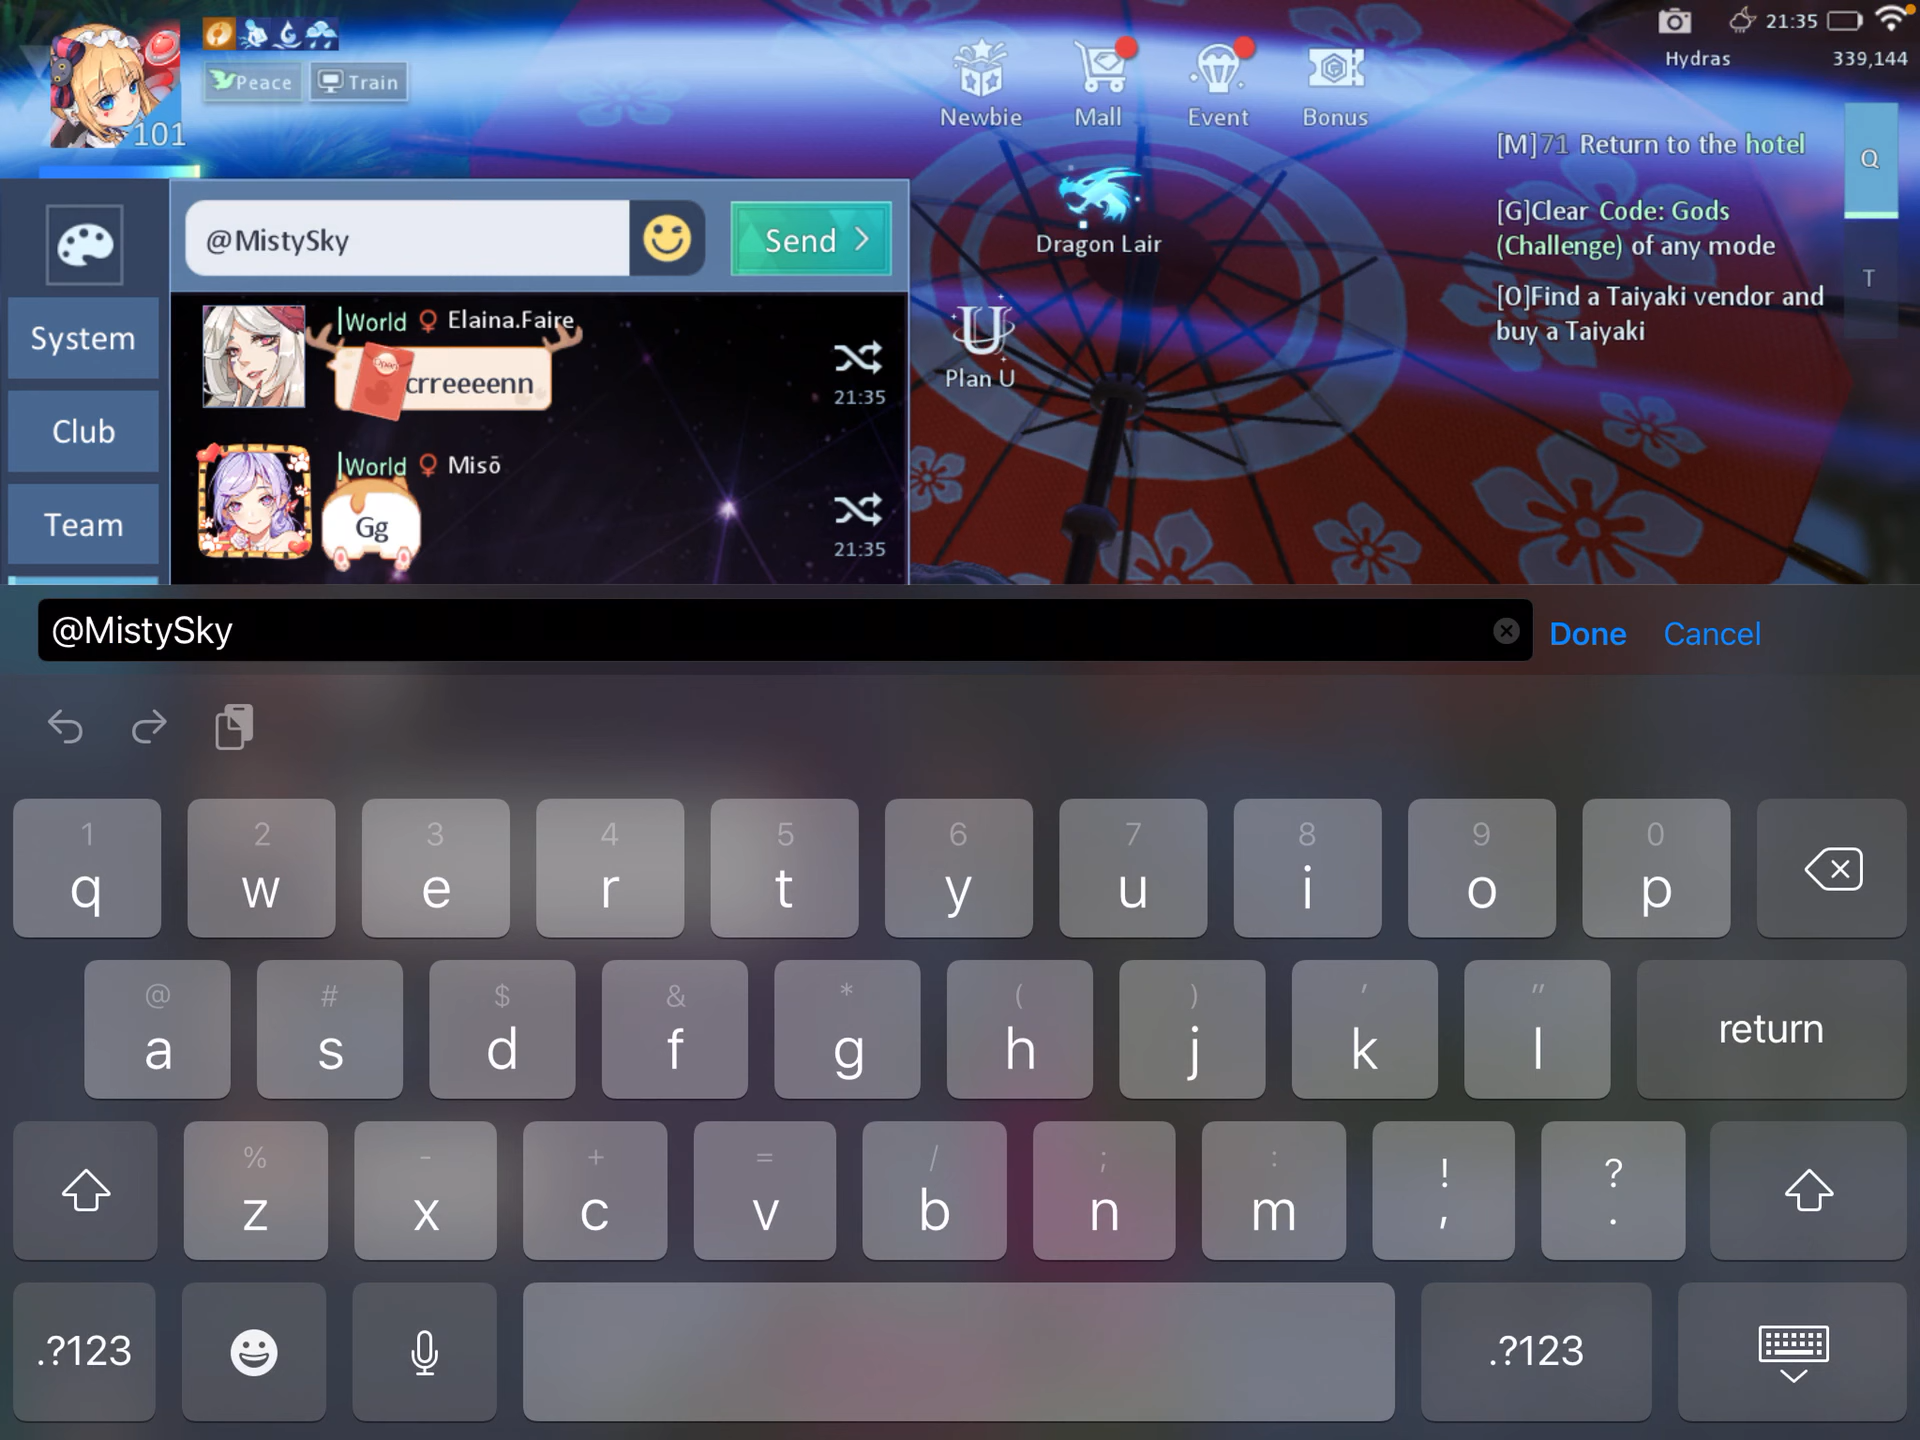 Peace
Train
101
Newbie
Mall
Event
Bonus
21:35
Hydras
339,144
[M]71 Return to the hotel
Q
[G]Clear Code: Gods
(Challenge) of any mode
T
[O]Find a Taiyaki vendor and
buy a Taiyaki
Dragon Lair
U
Plan U
@MistySky
Send
System
Club
Team
World ♀ Elaina.Faire
Open
crreeeenn
21:35
World ♀ Misō
Gg
21:35
@MistySky
Done
Cancel
1 2 3 4 5 6 7 8 9 0
q w e r t y u i o p
@ # $ & * ( ) ' "
a s d f g h j k l
return
% - + = / ; : ! ?
z x c v b n m , .
.?123
.?123